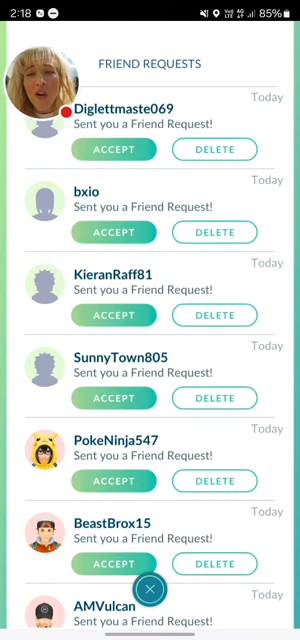 2:18
Vo))
LTE
4G
85%
FRIEND REQUESTS
Today
Diglettmaste069
Sent you a Friend Request!
ACCEPT
DELETE
Today
bxio
Sent you a Friend Request!
ACCEPT
DELETE
Today
KieranRaff81
Sent you a Friend Request!
ACCEPT
DELETE
Today
SunnyTown805
Sent you a Friend Request!
ACCEPT
DELETE
Today
PokeNinja547
Sent you a Friend Request!
ACCEPT
DELETE
Today
BeastBrox15
Sent you a Friend Request!
ACCEPT
DELETE
Today
AMVulcan
Sent you a Friend Request!